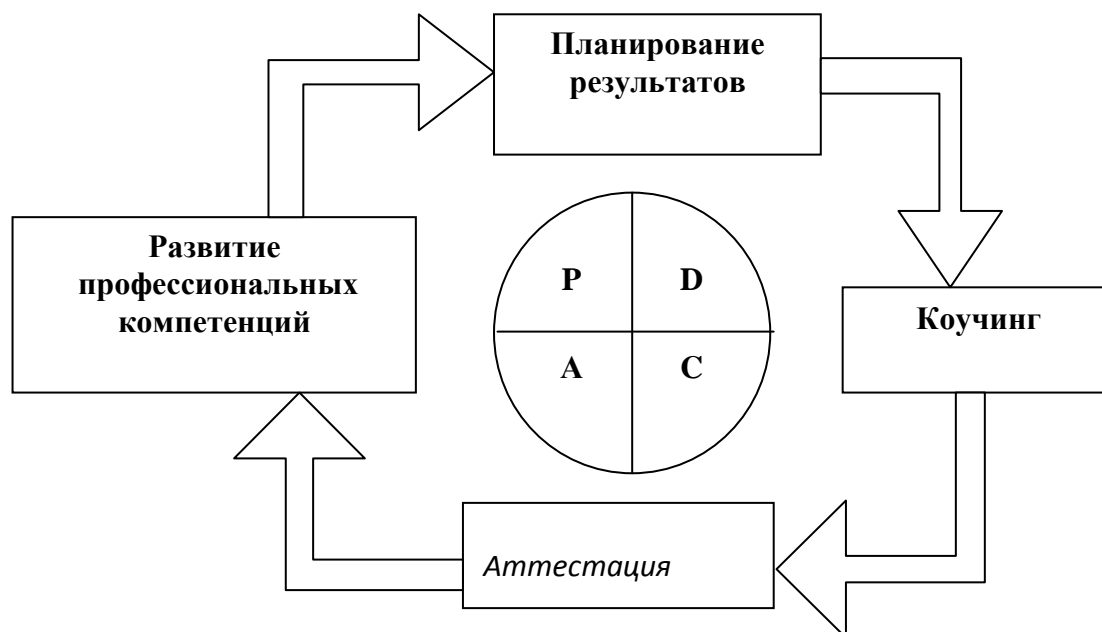 Планирование
результатов
Развитие
профессиональных
компетенций
P D
A C
Коучинг
Аттестация